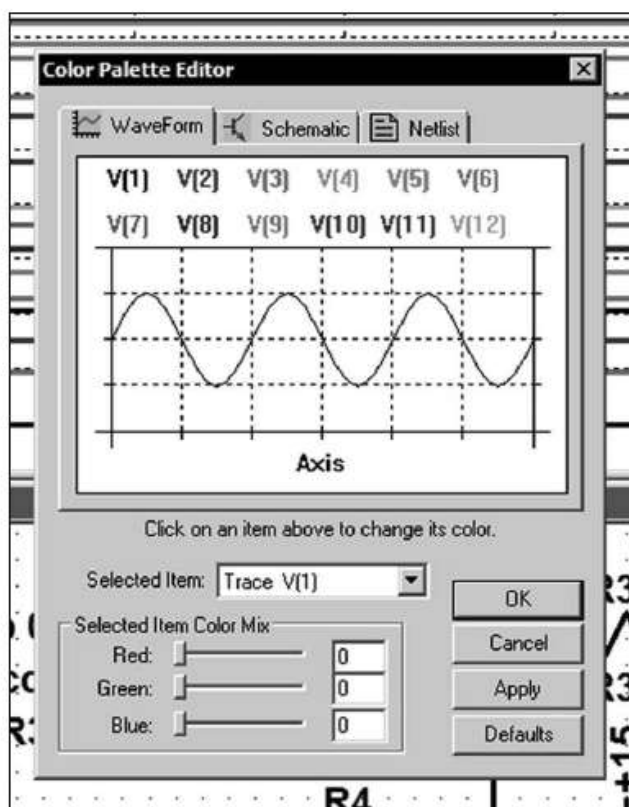 Color Palette Editor
WaveForm Schematic Netlist
V(1) V(2) V(3) V(4) V(5) V(6)
V(7) V(8) V(9) V(10) V(11) V(12)
Axis
Click on an item above to change its color.
Selected Item: Trace V(1)
OK
Selected Item Color Mix
Red: 0
Cancel
Green: 0
Apply
Blue: 0
Defaults
+15
R4